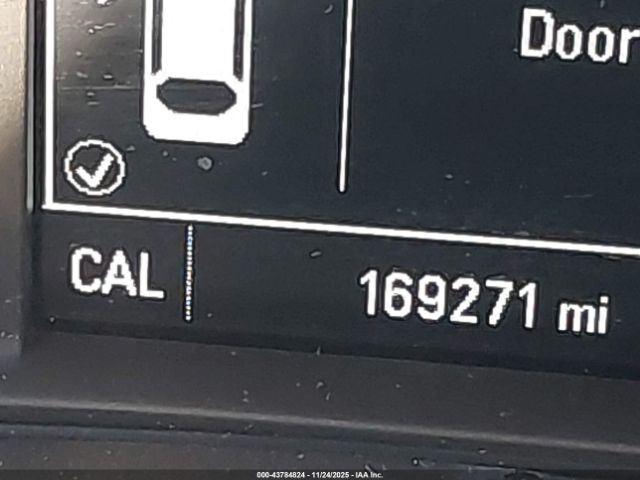 Door
CAL
169271 mi
000-43784824 - 11/24/2025 - IAA Inc.